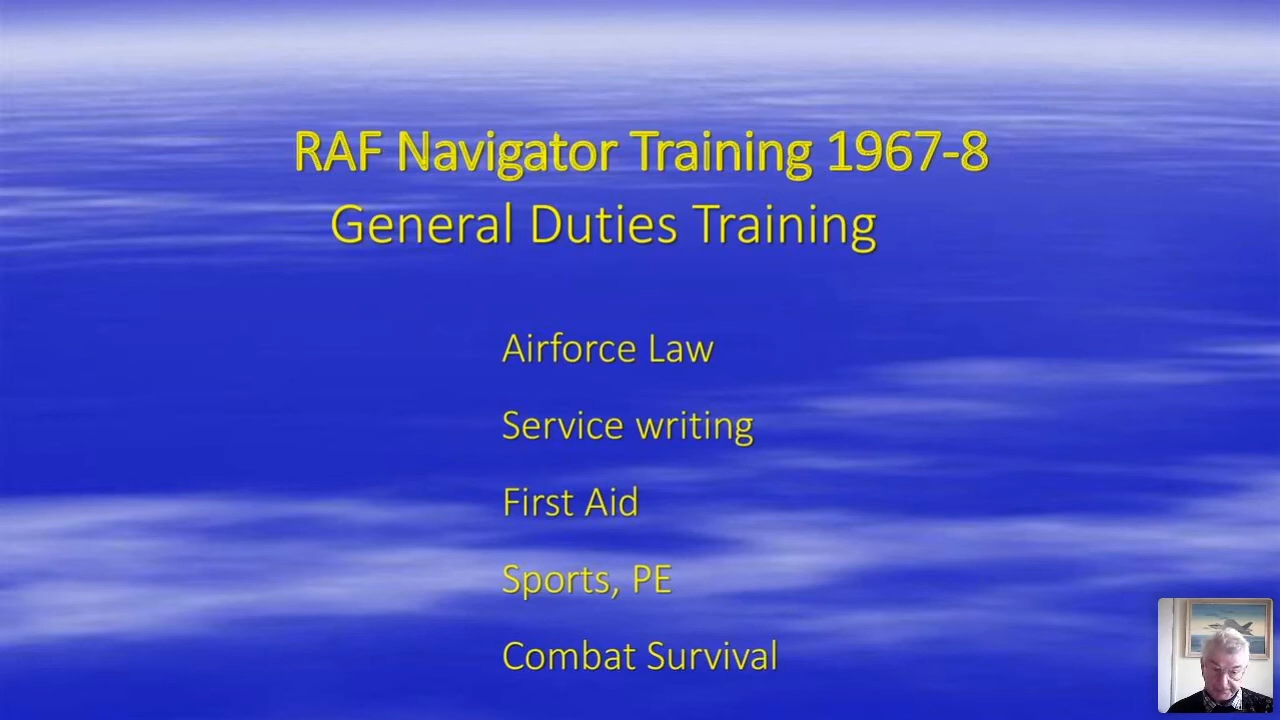 RAF Navigator Training 1967-8
General Duties Training
Airforce Law
Service writing
First Aid
Sports, PE
Combat Survival